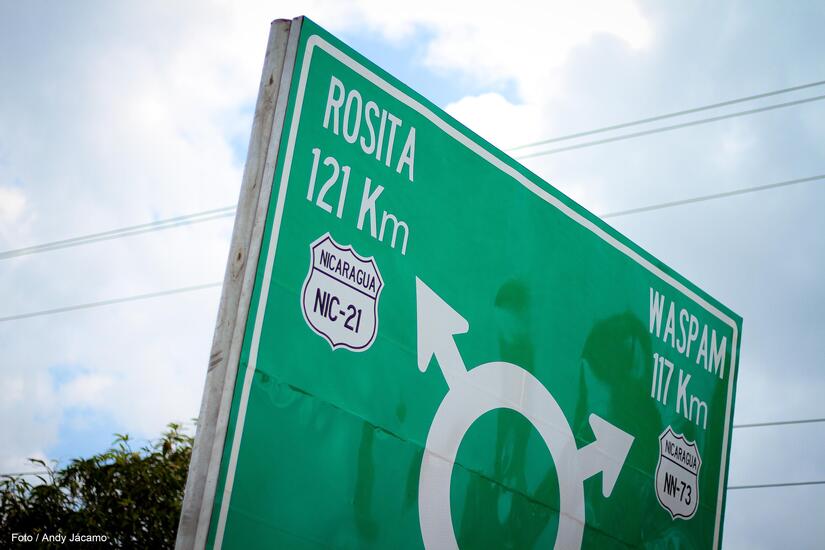 ROSITA
121 Km
NICARAGUA
NIC-21
WASPAM
117 Km
NICARAGUA
NN-73
Foto / Andy Jácamo